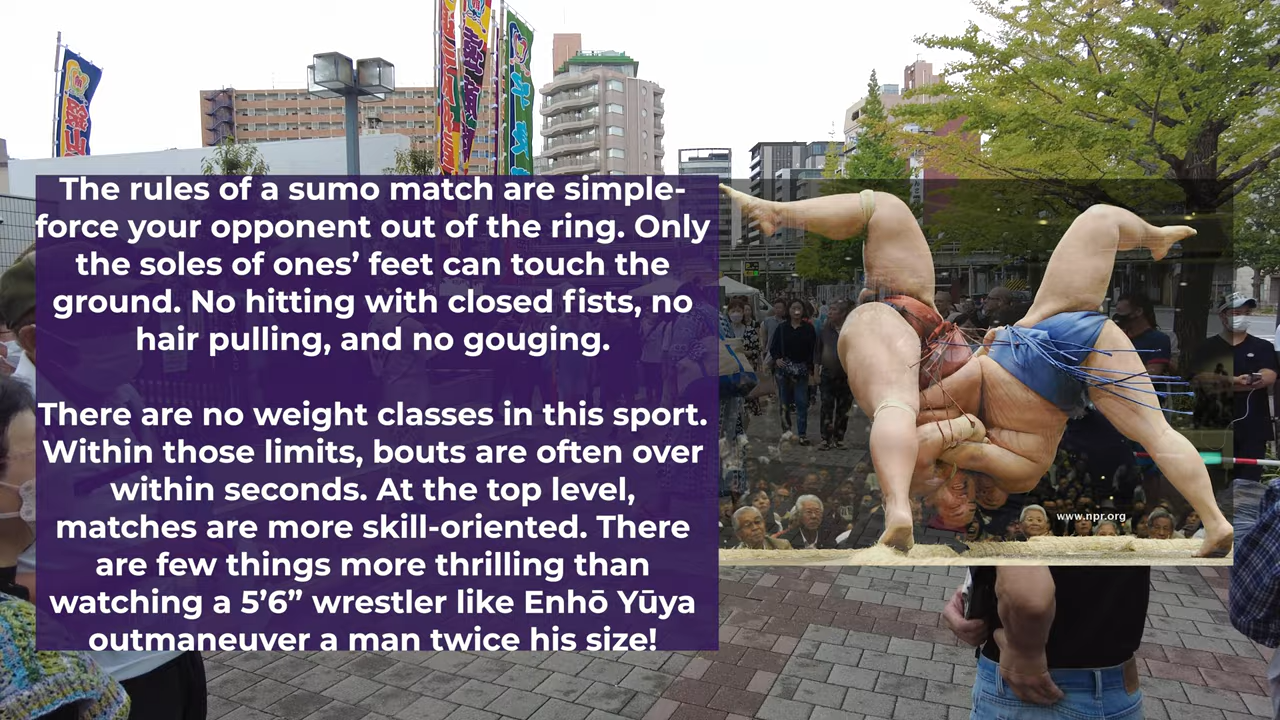 The rules of a sumo match are simple-
force your opponent out of the ring. Only
the soles of ones’ feet can touch the
ground. No hitting with closed fists, no
hair pulling, and no gouging.
There are no weight classes in this sport.
Within those limits, bouts are often over
within seconds. At the top level,
matches are more skill-oriented. There
are few things more thrilling than
watching a 5’6” wrestler like Enhō Yūya
outmaneuver a man twice his size!
www.npr.org